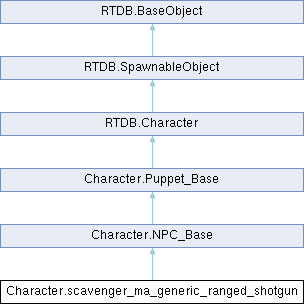 RTDB.BaseObject
RTDB.SpawnableObject
RTDB.Character
Character.Puppet_Base
Character.NPC_Base
Character.scavenger_ma_generic_ranged_shotgun